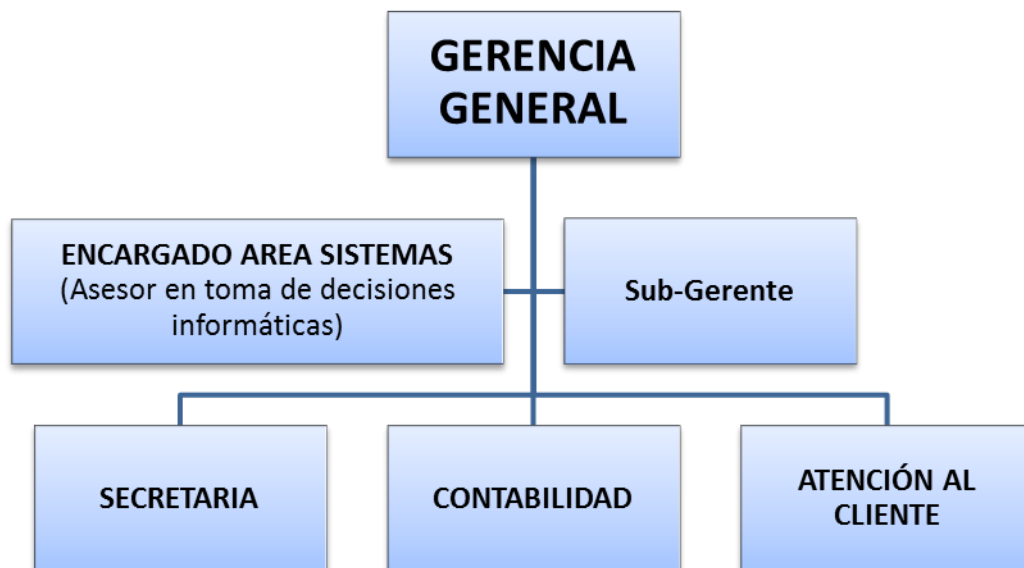 GERENCIA
GENERAL
ENCARGADO AREA SISTEMAS
(Asesor en toma de decisiones
informáticas)
Sub-Gerente
SECRETARIA
CONTABILIDAD
ATENCIÓN AL
CLIENTE